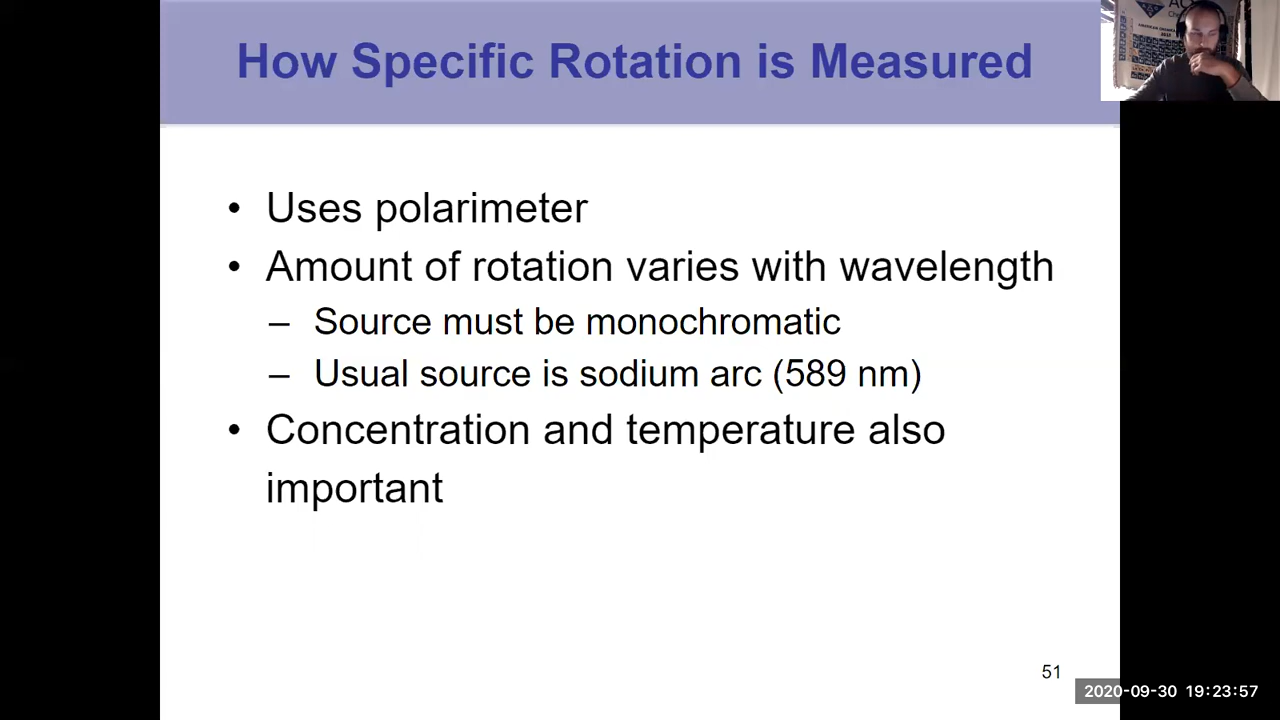 How Specific Rotation is Measured
• Uses polarimeter
• Amount of rotation varies with wavelength
– Source must be monochromatic
– Usual source is sodium arc (589 nm)
• Concentration and temperature also
important
51
2020-09-30 19:23:57